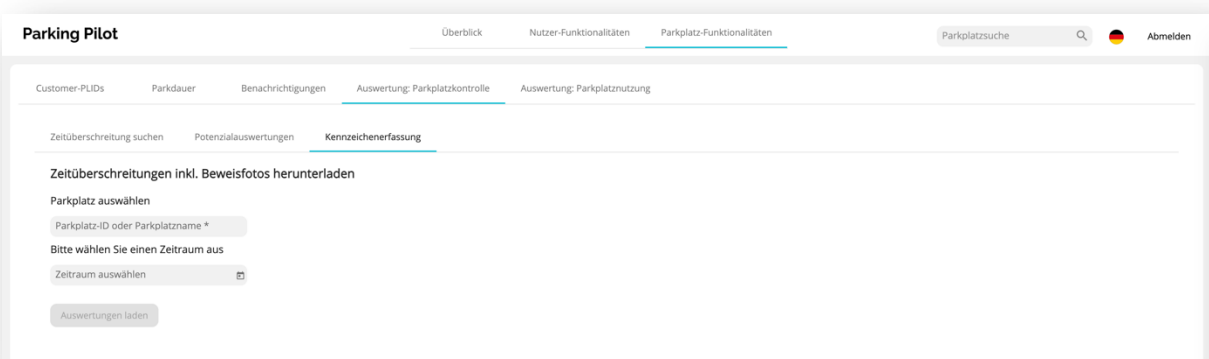 Parking Pilot
Überblick Nutzer-Funktionalitäten Parkplatz-Funktionalitäten Parkplatzsuche Abmelden
Customer-PLIDs Parkdauer Benachrichtigungen Auswertung: Parkplatzkontrolle Auswertung: Parkplatznutzung
Zeitüberschreitung suchen Potenzialauswertungen Kennzeichenerfassung
Zeitüberschreitungen inkl. Beweisfotos herunterladen
Parkplatz auswählen
Parkplatz-ID oder Parkplatzname *
Bitte wählen Sie einen Zeitraum aus
Zeitraum auswählen
Auswertungen laden